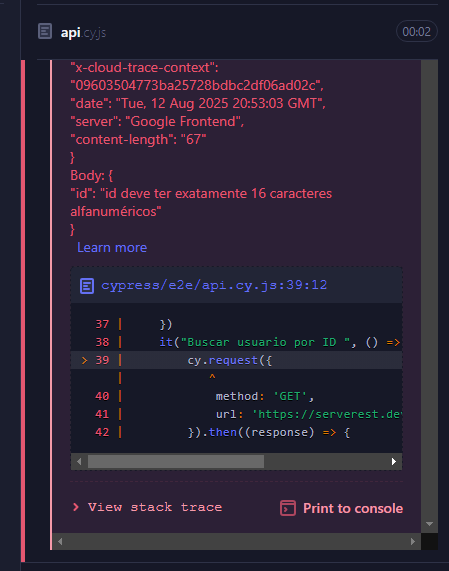 api.cy.js
00:02
"x-cloud-trace-context":
"09603504773ba25728bdbc2df06ad02c",
"date": "Tue, 12 Aug 2025 20:53:03 GMT",
"server": "Google Frontend",
"content-length": "67"
}
Body: {
"id": "id deve ter exatamente 16 caracteres
alfanuméricos"
}
Learn more
cypress/e2e/api.cy.js:39:12
37 |     })
38 |     it("Buscar usuario por ID ", () =>
> 39 |         cy.request({
|            ^
40 |             method: 'GET',
41 |             url: 'https://serverest.dev
42 |         }).then((response) => {
> View stack trace
Print to console